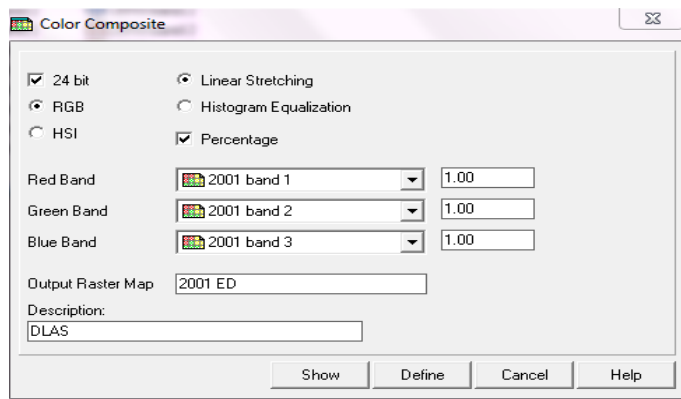 Color Composite
24 bit Linear Stretching
RGB Histogram Equalization
HSI Percentage
Red Band 2001 band 1 1.00
Green Band 2001 band 2 1.00
Blue Band 2001 band 3 1.00
Output Raster Map 2001 ED
Description:
DLAS
Show Define Cancel Help